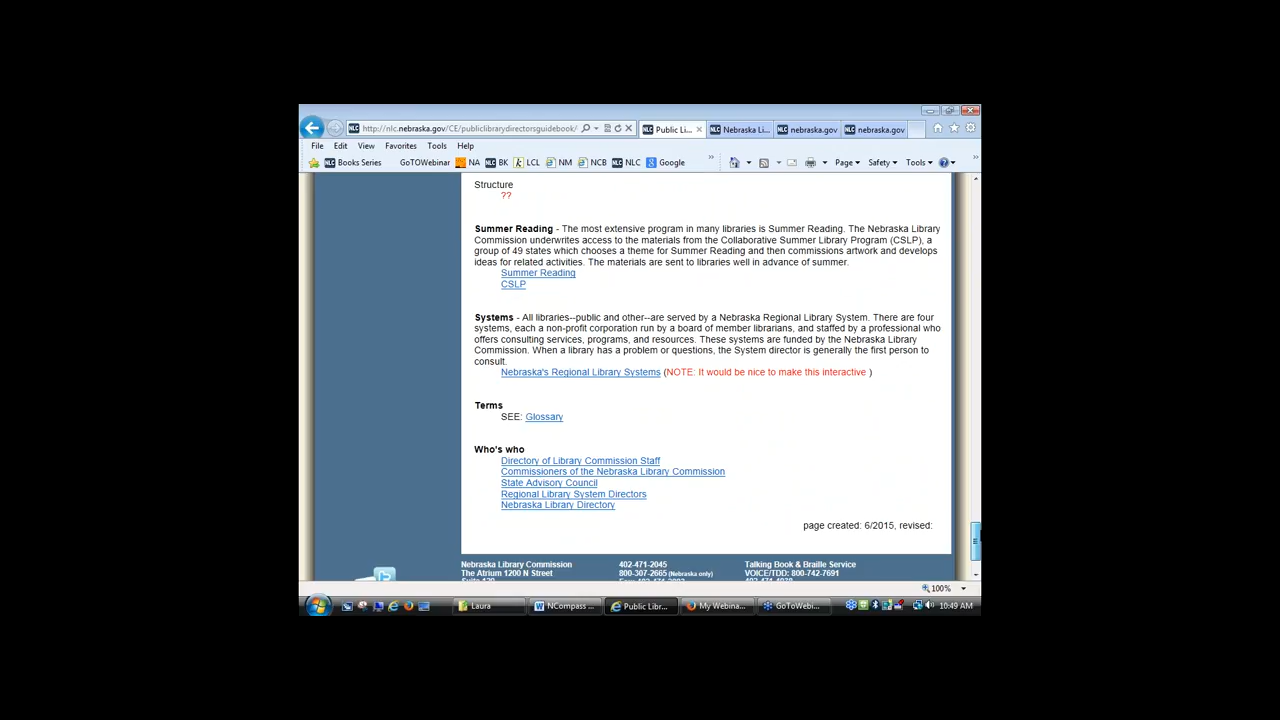 http://nlc.nebraska.gov/CE/publiclibrarydirectorsguidebook/
Public Li...
Nebraska Li...
nebraska.gov
nebraska.gov
File Edit View Favorites Tools Help
Books Series GoTOWebinar NA BK LCL NM NCB NLC Google
Page Safety Tools
Structure
??
Summer Reading - The most extensive program in many libraries is Summer Reading. The Nebraska Library
Commission underwrites access to the materials from the Collaborative Summer Library Program (CSLP), a
group of 49 states which chooses a theme for Summer Reading and then commissions artwork and develops
ideas for related activities. The materials are sent to libraries well in advance of summer.
Summer Reading
CSLP
Systems - All libraries--public and other--are served by a Nebraska Regional Library System. There are four
systems, each a non-profit corporation run by a board of member librarians, and staffed by a professional who
offers consulting services, programs, and resources. These systems are funded by the Nebraska Library
Commission. When a library has a problem or questions, the System director is generally the first person to
consult.
Nebraska's Regional Library Systems (NOTE: It would be nice to make this interactive )
Terms
SEE: Glossary
Who's who
Directory of Library Commission Staff
Commissioners of the Nebraska Library Commission
State Advisory Council
Regional Library System Directors
Nebraska Library Directory
page created: 6/2015, revised:
Nebraska Library Commission 402-471-2045 Talking Book & Braille Service
The Atrium 1200 N Street 800-307-2665 (Nebraska only) VOICE/TDD: 800-742-7691
100%
Laura NCompass ... Public Libr... My Webina... GoToWebi... 10:49 AM